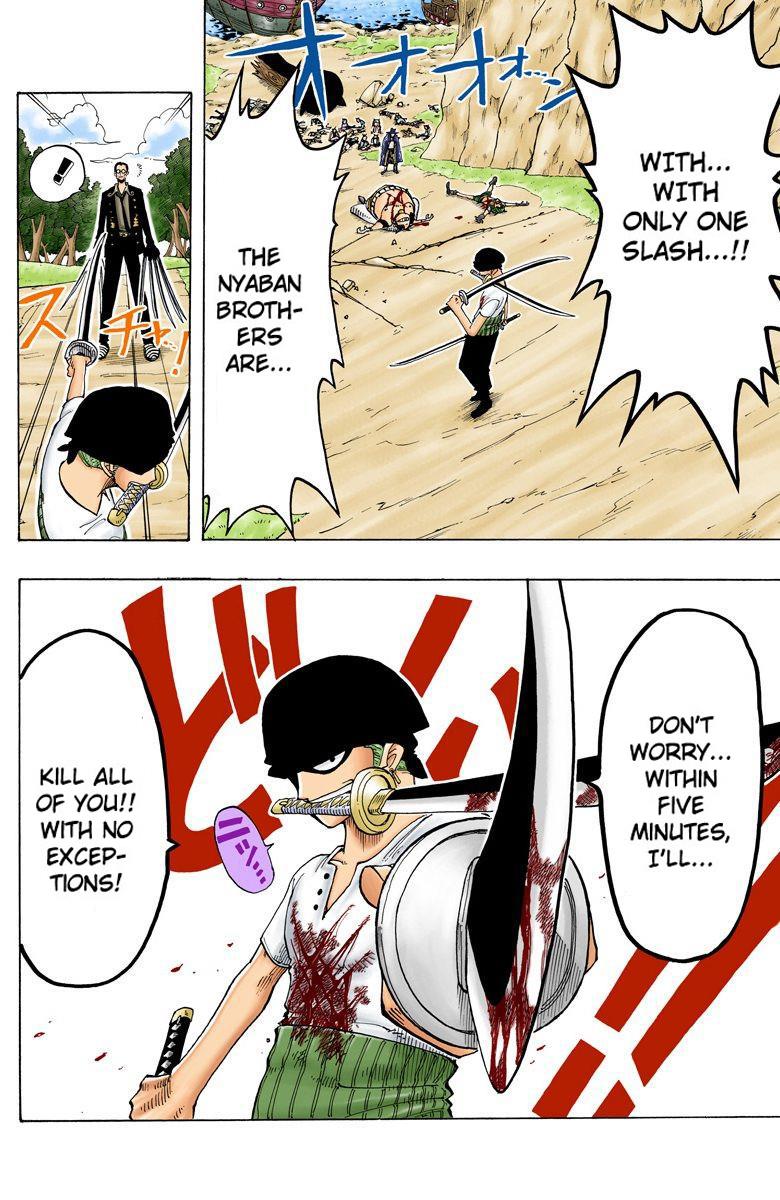 WITH...
WITH
ONLY ONE
SLASH...!!
オオオオォン
THE
NYABAN
BROTH-
ERS
ARE...
!
スチャ!
DON'T
WORRY...
WITHIN
FIVE
MINUTES,
I'LL...
ドン!!
ニッ...
KILL ALL
OF YOU!!
WITH NO
EXCEP-
TIONS!